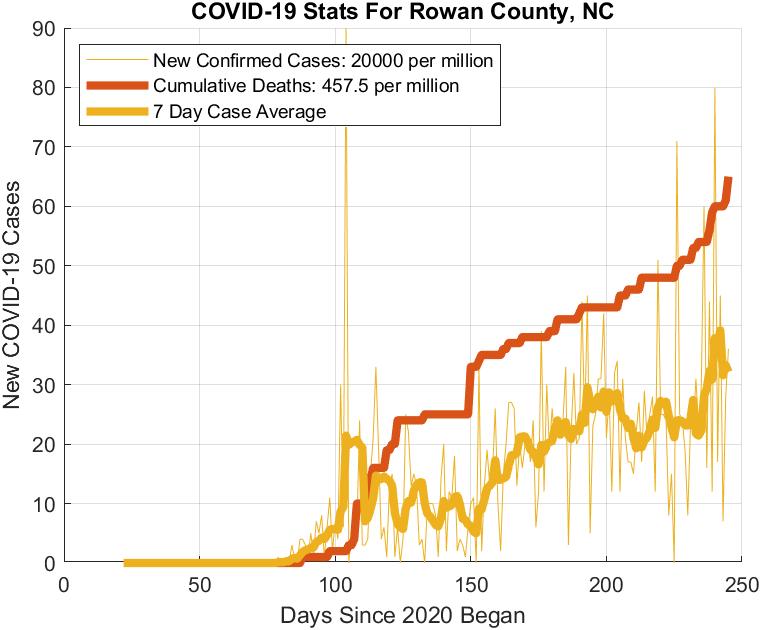 COVID-19 Stats For Rowan County, NC
90
New Confirmed Cases: 20000 per million
Cumulative Deaths: 457.5 per million
7 Day Case Average
80
70
60
50
40
30
20
10
0
New COVID-19 Cases
0 50 100 150 200 250
Days Since 2020 Began